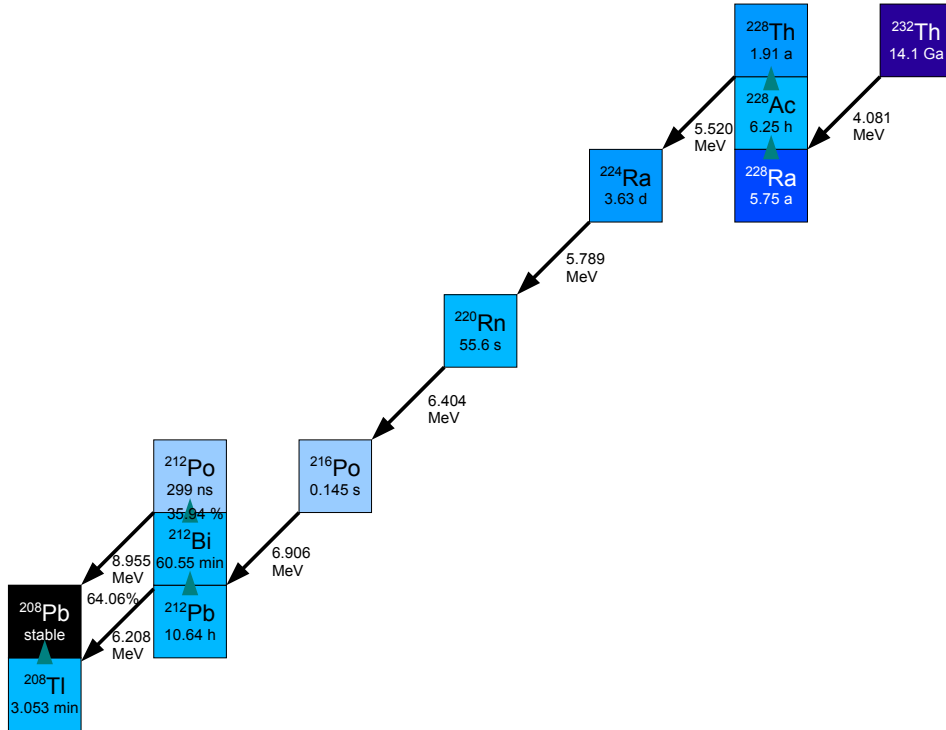 ²²⁸Th
1.91 a
²³²Th
14.1 Ga
²²⁸Ac
6.25 h
5.520
MeV
4.081
MeV
²²⁴Ra
3.63 d
²²⁸Ra
5.75 a
5.789
MeV
²²⁰Rn
55.6 s
6.404
MeV
²¹²Po
299 ns
35.94 %
²¹⁶Po
0.145 s
²¹²Bi
60.55 min
8.955
MeV
6.906
MeV
64.06%
²⁰⁸Pb
stable
²¹²Pb
10.64 h
6.208
MeV
²⁰⁸Tl
3.053 min